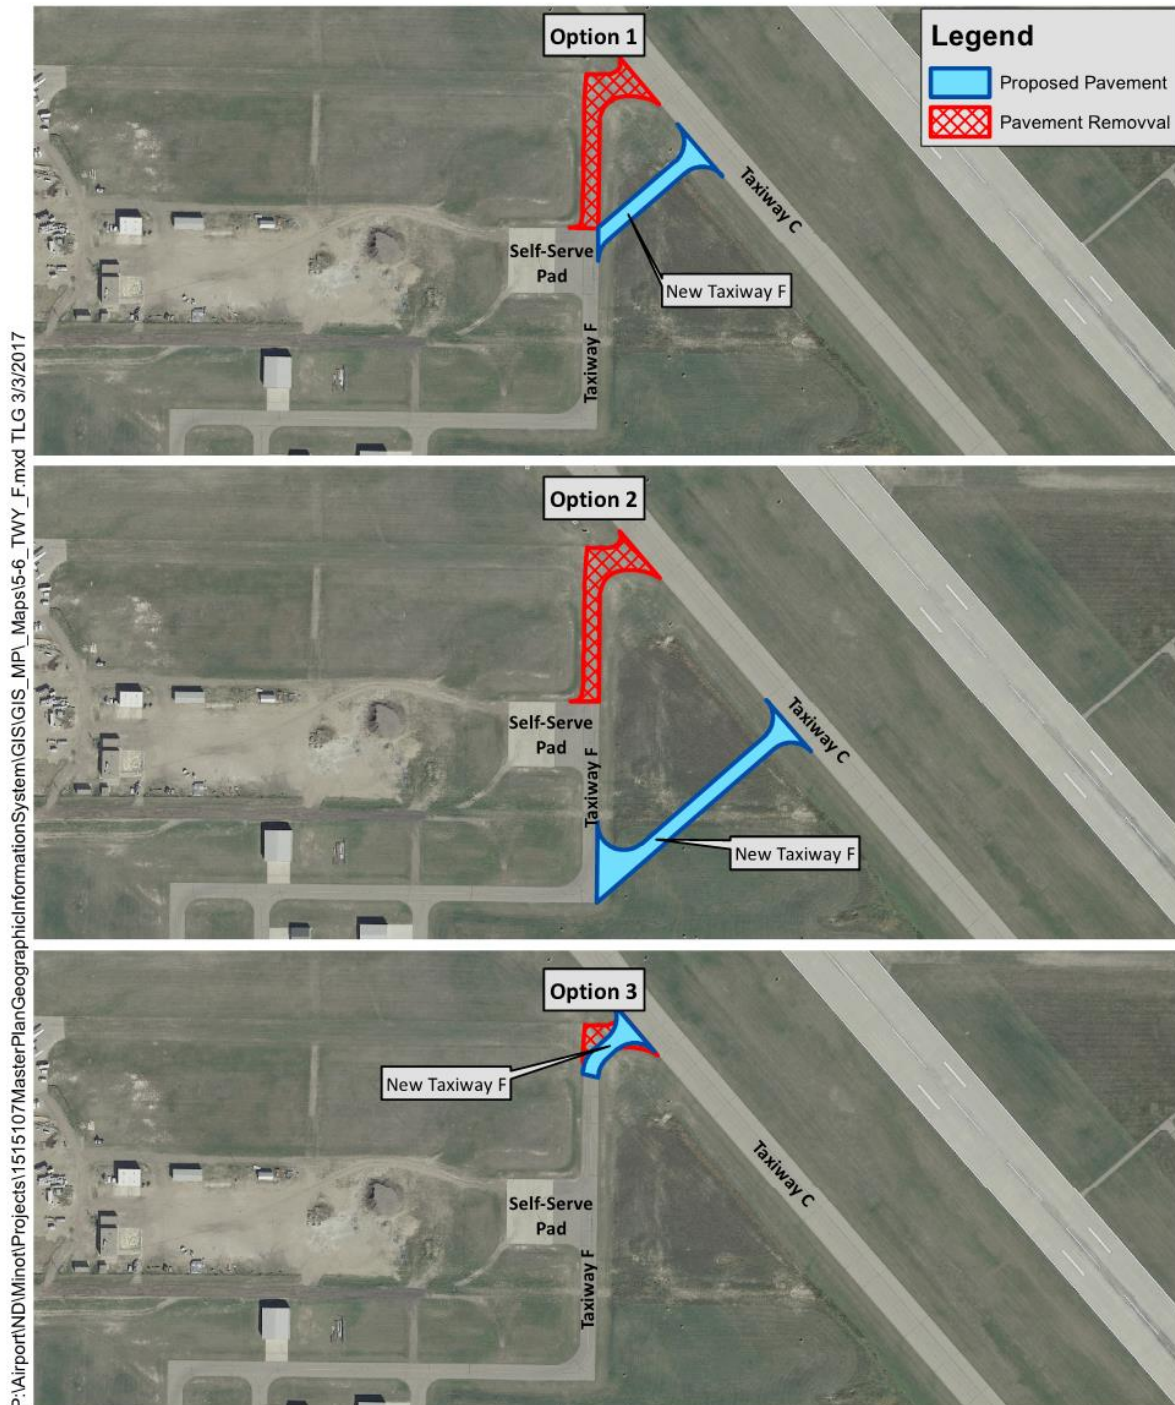 Option 1
Legend
Proposed Pavement
Pavement Removval
Taxiway C
Self-Serve
Pad
New Taxiway F
Taxiway F
Option 2
Self-Serve
Pad
Taxiway F
Taxiway C
New Taxiway F
Option 3
New Taxiway F
Taxiway C
Self-Serve
Pad
Taxiway F
P:\Airport\ND\Minot\Projects\1515107MasterPlanGeographicInformationSystem\GIS\GIS_MP\_Maps\5-6_TWY_F.mxd TLG 3/3/2017